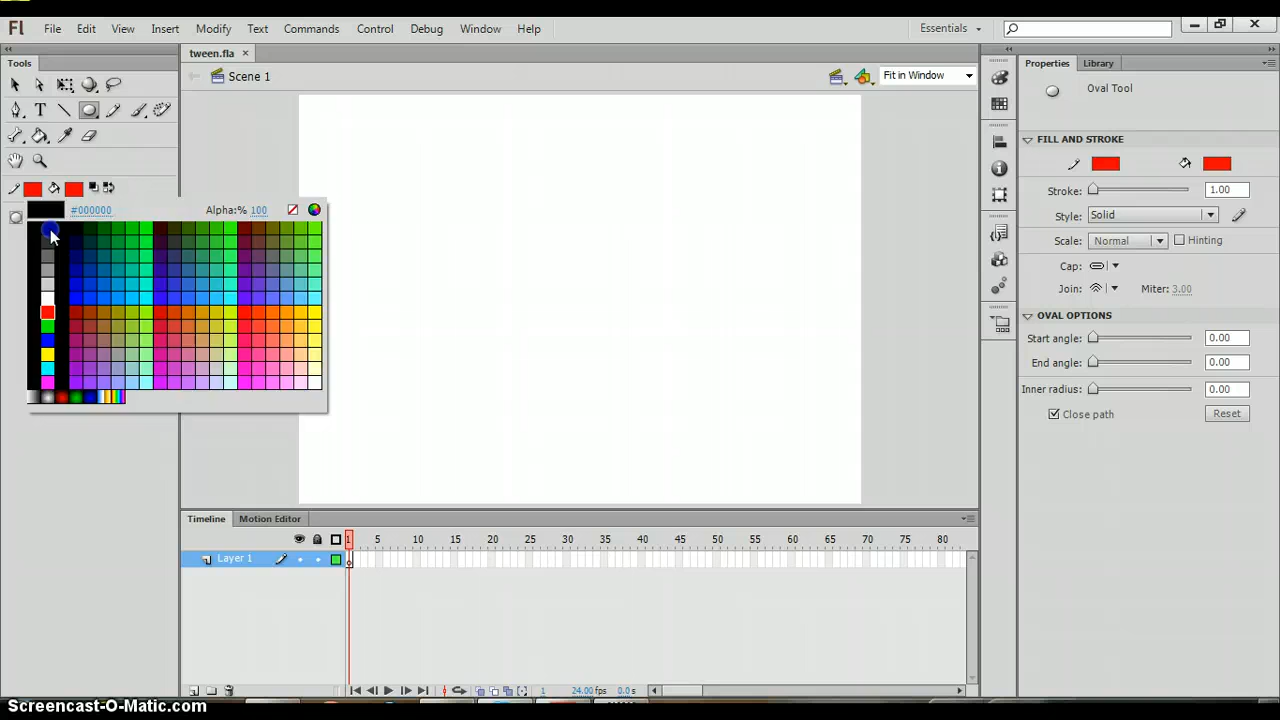 Fl File Edit View Insert Modify Text Commands Control Debug Window Help Essentials
Tools
tween.fla
Scene 1
Fit in Window
#000000 Alpha:% 100
Properties Library
Oval Tool
FILL AND STROKE
Stroke: 1.00
Style: Solid
Scale: Normal Hinting
Cap:
Join: Miter: 3.00
OVAL OPTIONS
Start angle: 0.00
End angle: 0.00
Inner radius: 0.00
Close path Reset
Timeline Motion Editor
1 5 10 15 20 25 30 35 40 45 50 55 60 65 70 75 80
Layer 1
1 24.00 fps 0.0 s
Screencast-O-Matic.com